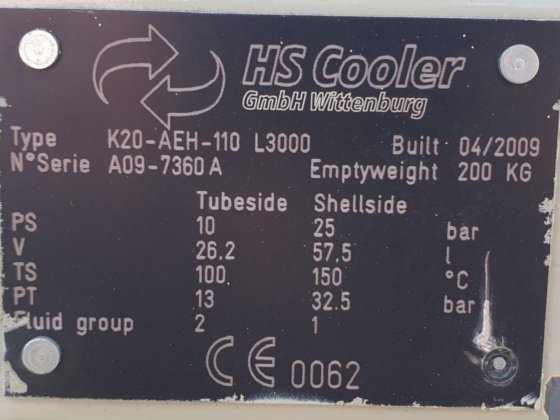 HS Cooler
GmbH Wittenburg
Type K20-AEH-110 L3000 Built 04/2009
N°Serie A09-7360 A Emptyweight 200 KG
Tubeside Shellside
PS 10 25 bar
V 26.2 57.5 l
TS 100 150 °C
PT 13 32.5 bar
Fluid group 2 1
CE 0062